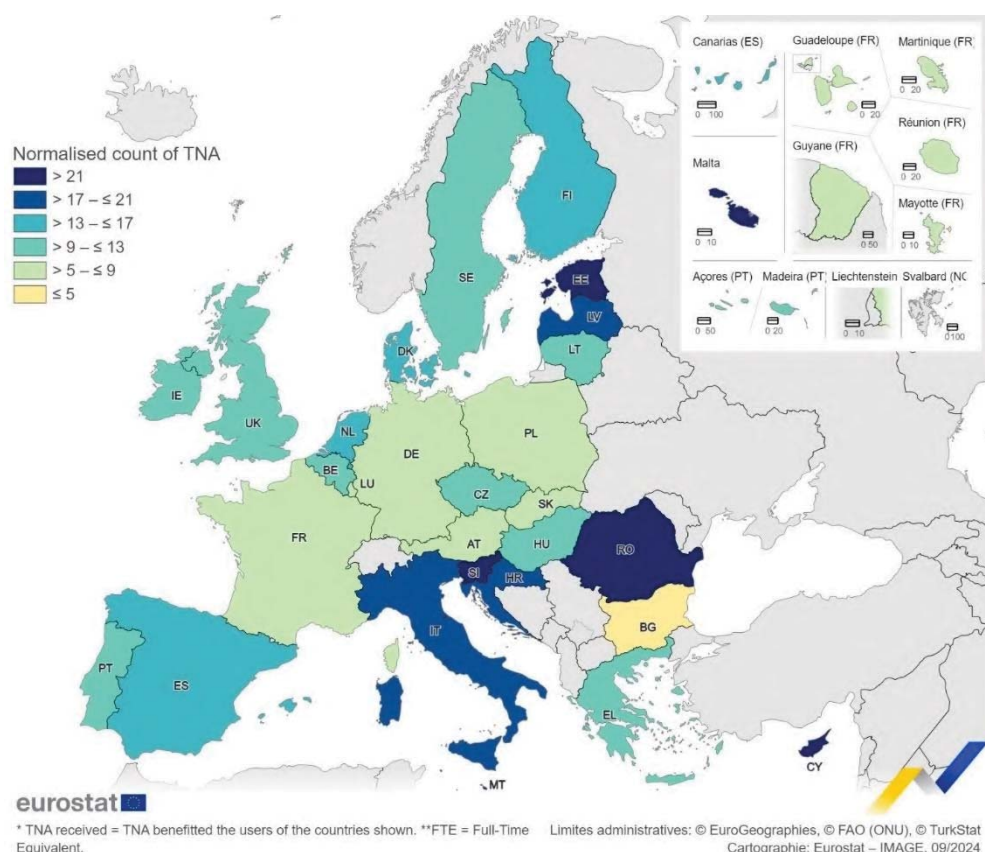 Normalised count of TNA
> 21
> 17 – ≤ 21
> 13 – ≤ 17
> 9 – ≤ 13
> 5 – ≤ 9
≤ 5
Canarias (ES)
0 100
Guadeloupe (FR)
0 20
Martinique (FR
0 20
Réunion (FR)
0 20
Malta
0 10
Guyane (FR)
0 50
Mayotte (FR)
0 10
Açores (PT)
0 50
Madeira (PT
0 20
Liechtenstein
0 10
Svalbard (NC
0 100
FI
SE
EE
LV
LT
DK
IE
UK
NL
BE
LU
DE
PL
CZ
SK
FR
AT
HU
SI
HR
RO
IT
BG
PT
ES
EL
MT
CY
eurostat
* TNA received = TNA benefitted the users of the countries shown. **FTE = Full-Time
Equivalent.
Limites administratives: © EuroGeographies, © FAO (ONU), © TurkStat
Cartographie: Eurostat – IMAGE, 09/2024